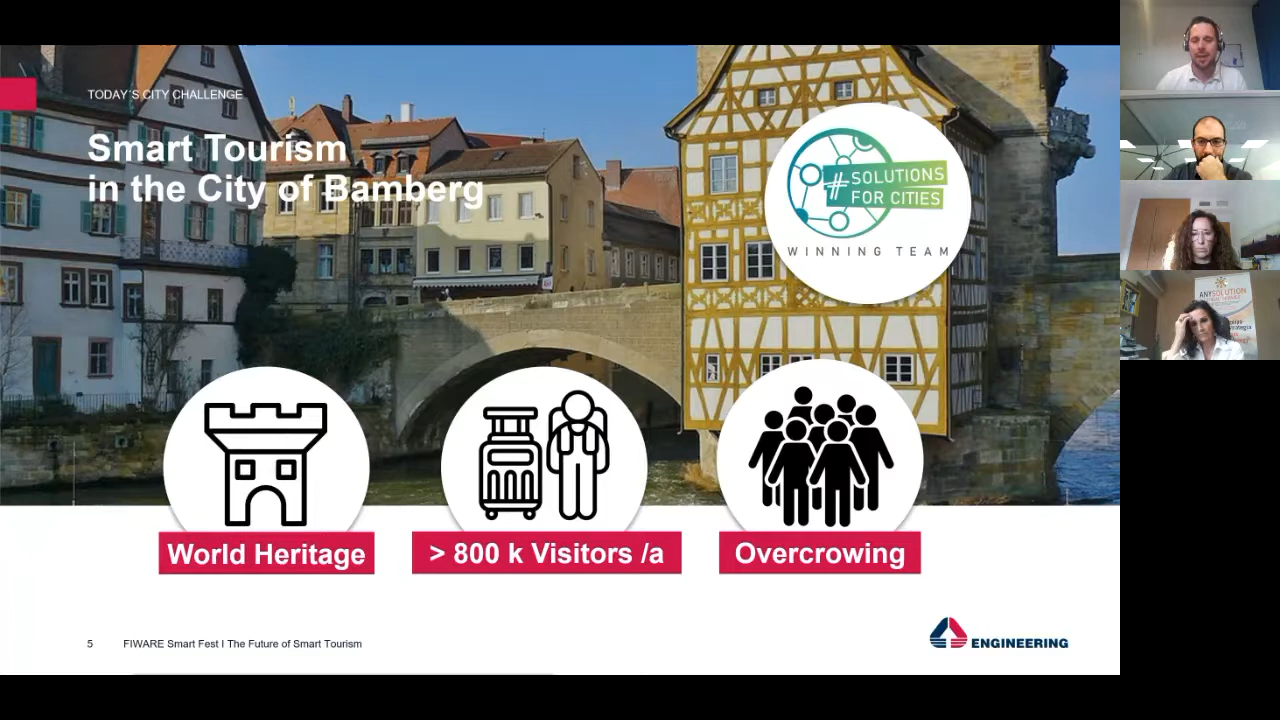 TODAY´S CITY CHALLENGE
Smart Tourism
in the City of Bamberg
#SOLUTIONS
FOR CITIES
WINNING TEAM
World Heritage
> 800 k Visitors /a
Overcrowing
5 FIWARE Smart Fest I The Future of Smart Tourism
ENGINEERING
ANYSOLUTION